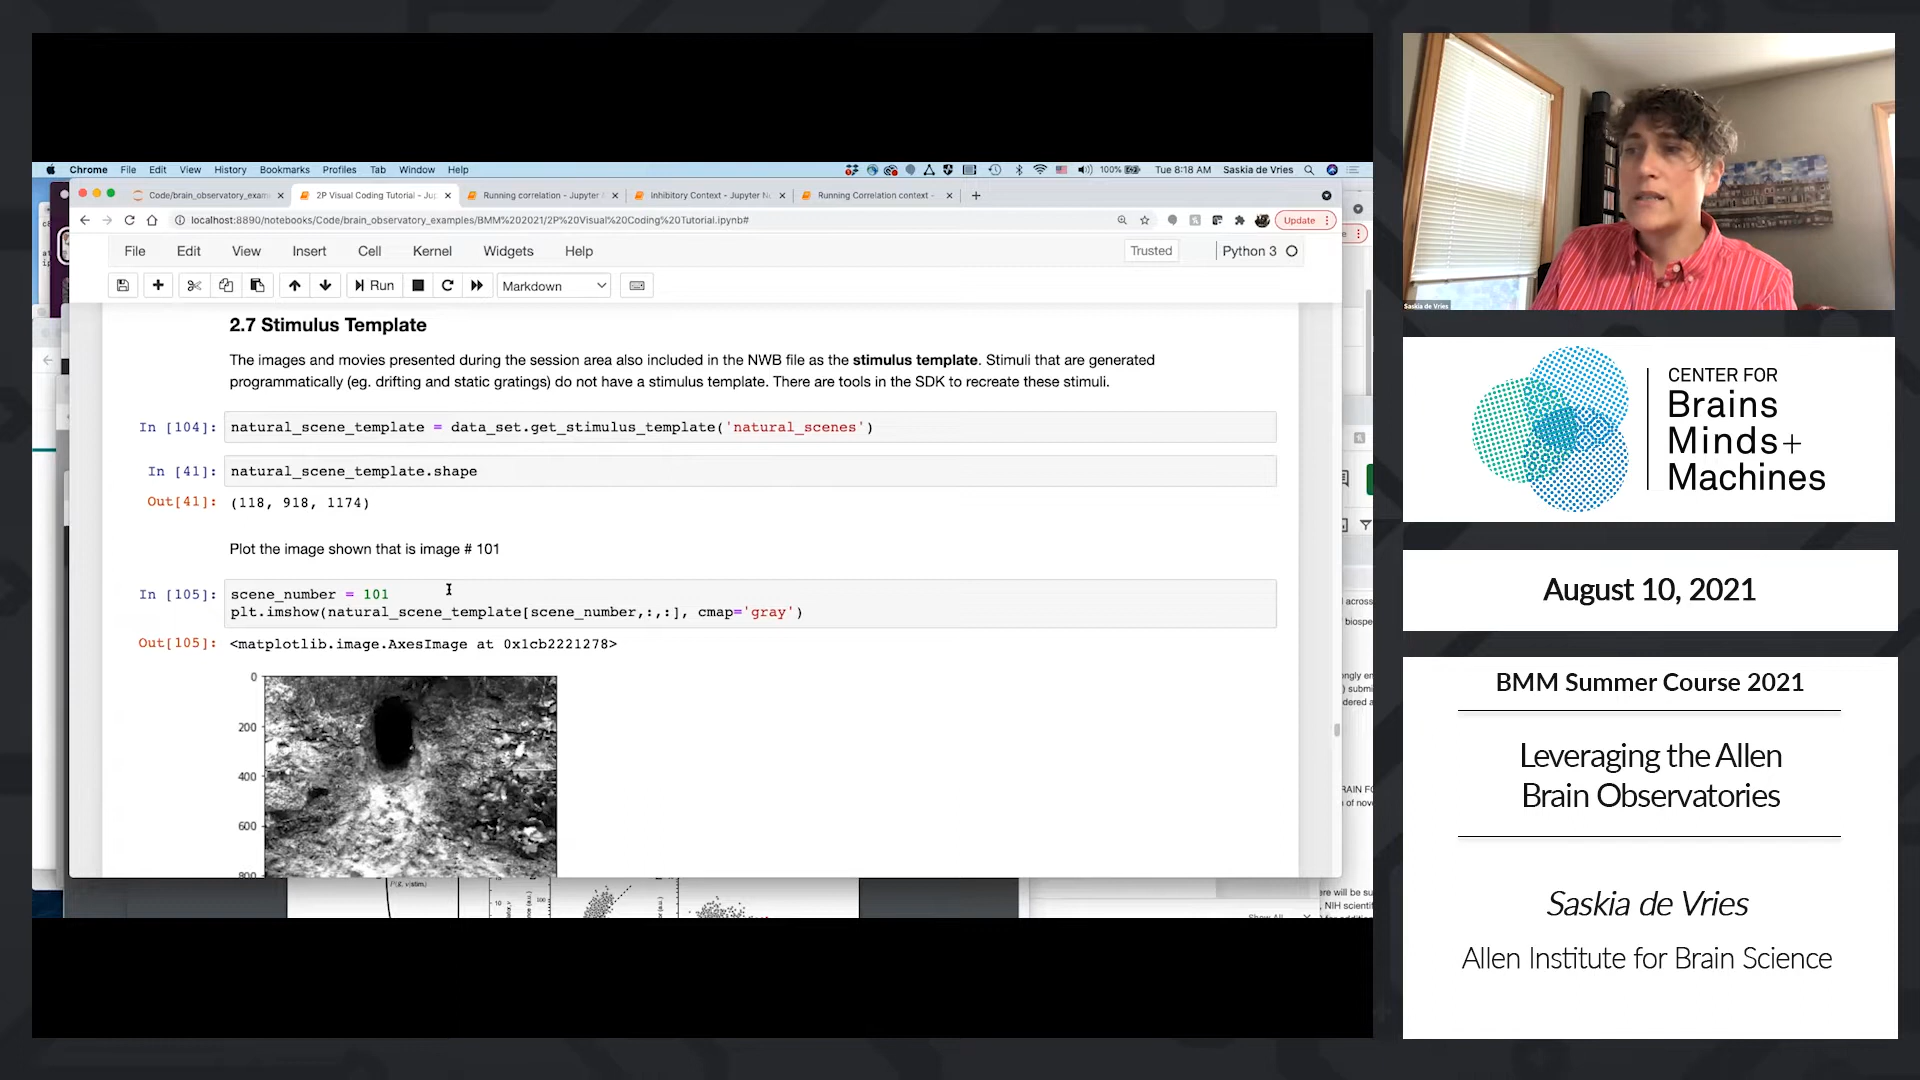 Chrome File Edit View History Bookmarks Profiles Tab Window Help
100% Tue 8:18 AM Saskia de Vries
Code/brain_observatory_exam
2P Visual Coding Tutorial - Jup
Running correlation - Jupyter
Inhibitory Context - Jupyter N
Running Correlation context -
localhost:8890/notebooks/Code/brain_observatory_examples/BMM%202021/2P%20Visual%20Coding%20Tutorial.ipynb#
Update
File Edit View Insert Cell Kernel Widgets Help
Trusted
Python 3
Run
Markdown
2.7 Stimulus Template
The images and movies presented during the session area also included in the NWB file as the stimulus template. Stimuli that are generated
programmatically (eg. drifting and static gratings) do not have a stimulus template. There are tools in the SDK to recreate these stimuli.
In [104]: natural_scene_template = data_set.get_stimulus_template('natural_scenes')
In [41]: natural_scene_template.shape
Out[41]: (118, 918, 1174)
Plot the image shown that is image # 101
In [105]: scene_number = 101
plt.imshow(natural_scene_template[scene_number,:,:], cmap='gray')
Out[105]: <matplotlib.image.AxesImage at 0x1cb2221278>
0
200
400
600
800
Saskia de Vries
CENTER FOR
Brains
Minds+
Machines
August 10, 2021
BMM Summer Course 2021
Leveraging the Allen
Brain Observatories
Saskia de Vries
Allen Institute for Brain Science